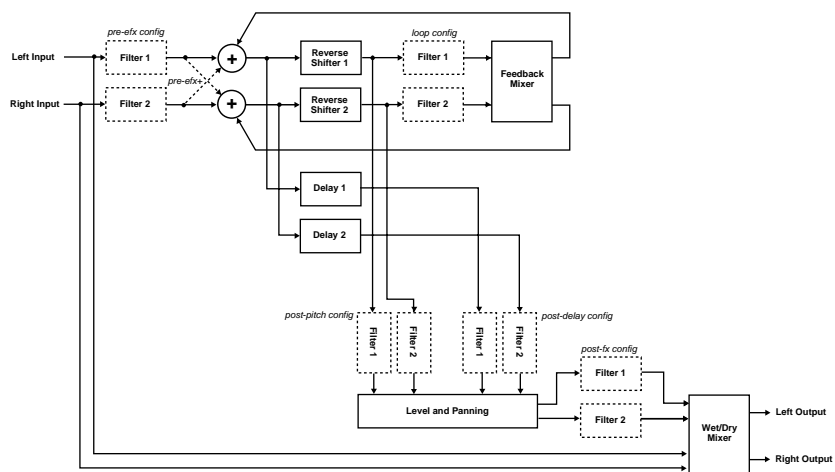 pre-efx config
loop config
Left Input
Filter 1
+
Reverse
Shifter 1
Filter 1
Feedback
Mixer
pre-efx+
Right Input
Filter 2
+
Reverse
Shifter 2
Filter 2
Delay 1
Delay 2
post-pitch config
Filter 1
Filter 2
Filter 1
Filter 2
post-delay config
post-fx config
Filter 1
Level and Panning
Filter 2
Wet/Dry
Mixer
Left Output
Right Output